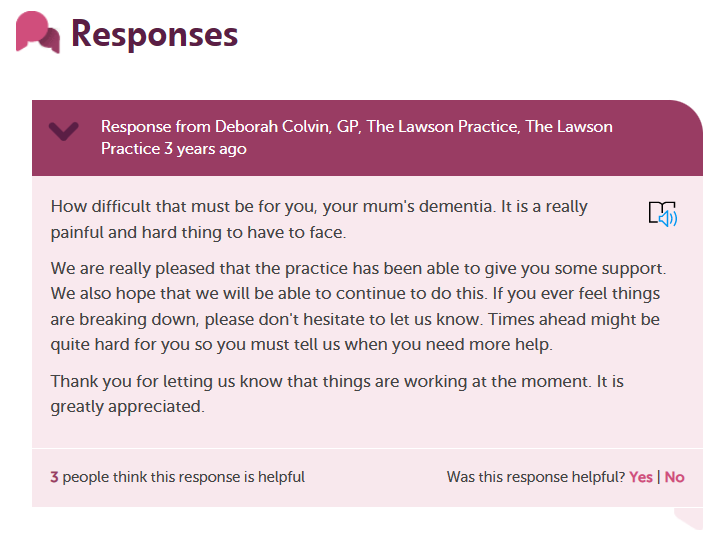 Responses
Response from Deborah Colvin, GP, The Lawson Practice, The Lawson
Practice 3 years ago
How difficult that must be for you, your mum's dementia. It is a really
painful and hard thing to have to face.
We are really pleased that the practice has been able to give you some support.
We also hope that we will be able to continue to do this. If you ever feel things
are breaking down, please don't hesitate to let us know. Times ahead might be
quite hard for you so you must tell us when you need more help.
Thank you for letting us know that things are working at the moment. It is
greatly appreciated.
3 people think this response is helpful
Was this response helpful? Yes | No